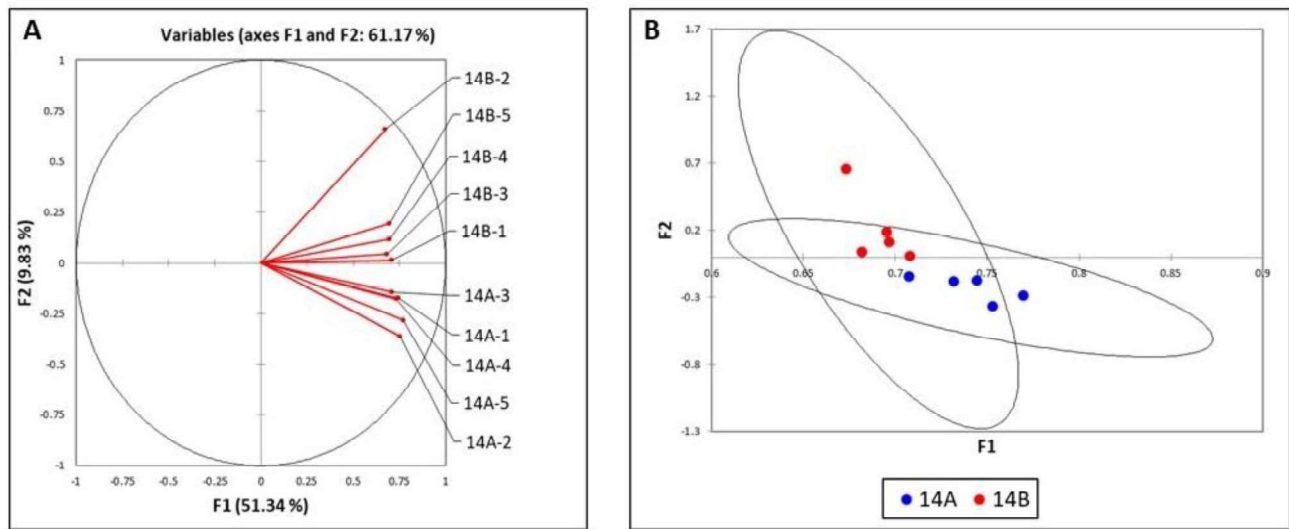 A
Variables (axes F1 and F2: 61.17 %)
1
0.75
0.5
0.25
0
-0.25
-0.5
-0.75
-1
F2 (9.83 %)
-1
-0.75
-0.5
-0.25
0
0.25
0.5
0.75
1
F1 (51.34 %)
14B-2
14B-5
14B-4
14B-3
14B-1
14A-3
14A-1
14A-4
14A-5
14A-2
B
1.7
1.2
0.7
0.2
-0.3
-0.8
-1.3
F2
0.6
0.65
0.7
0.75
0.8
0.85
0.9
F1
14A
14B